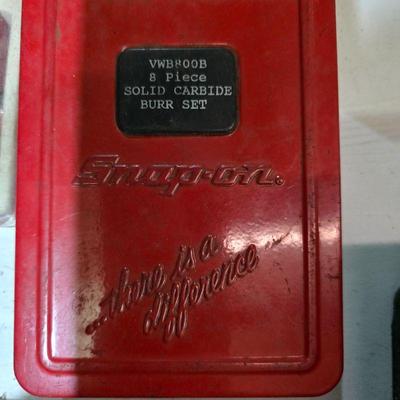 VWB800B
8 Piece
SOLID CARBIDE
BURR SET
Snap-on®
...there is a
difference...